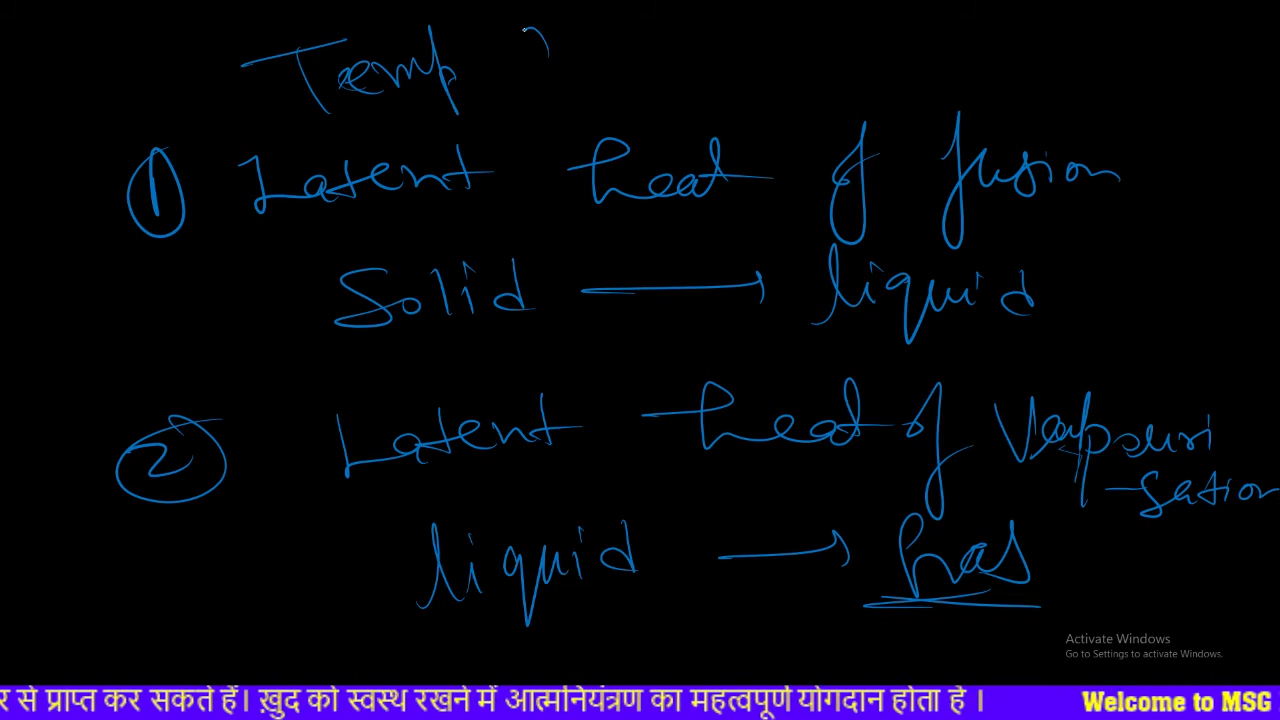 Temp
① Latent heat of fusion
Solid → liquid
② Latent heat of Vapouri
-sation
liquid → Gas
Activate Windows
Go to Settings to activate Windows.
र से प्राप्त कर सकते हैं। ख़ुद को स्वस्थ रखने में आत्मनियंत्रण का महत्वपूर्ण योगदान होता है । Welcome to MSG